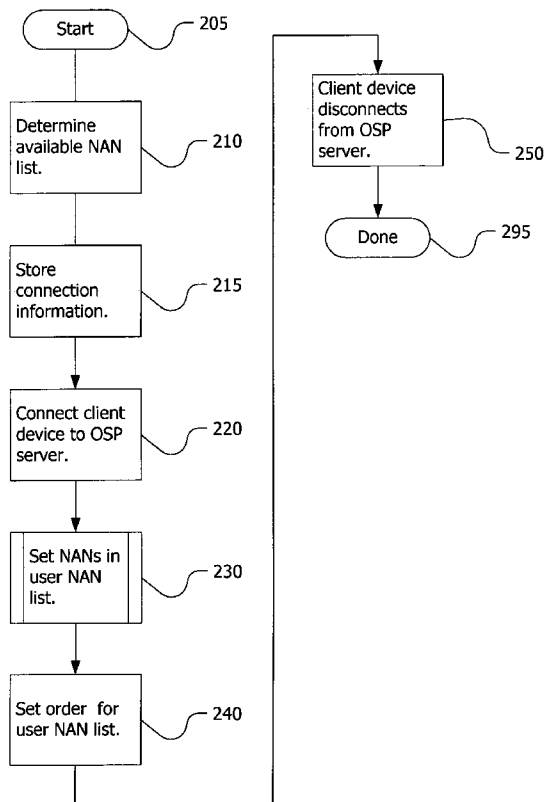 Start
205
Determine
available NAN
list.
210
Store
connection
information.
215
Connect client
device to OSP
server.
220
Set NANs in
user NAN
list.
230
Set order for
user NAN list.
240
Client device
disconnects
from OSP
server.
250
Done
295